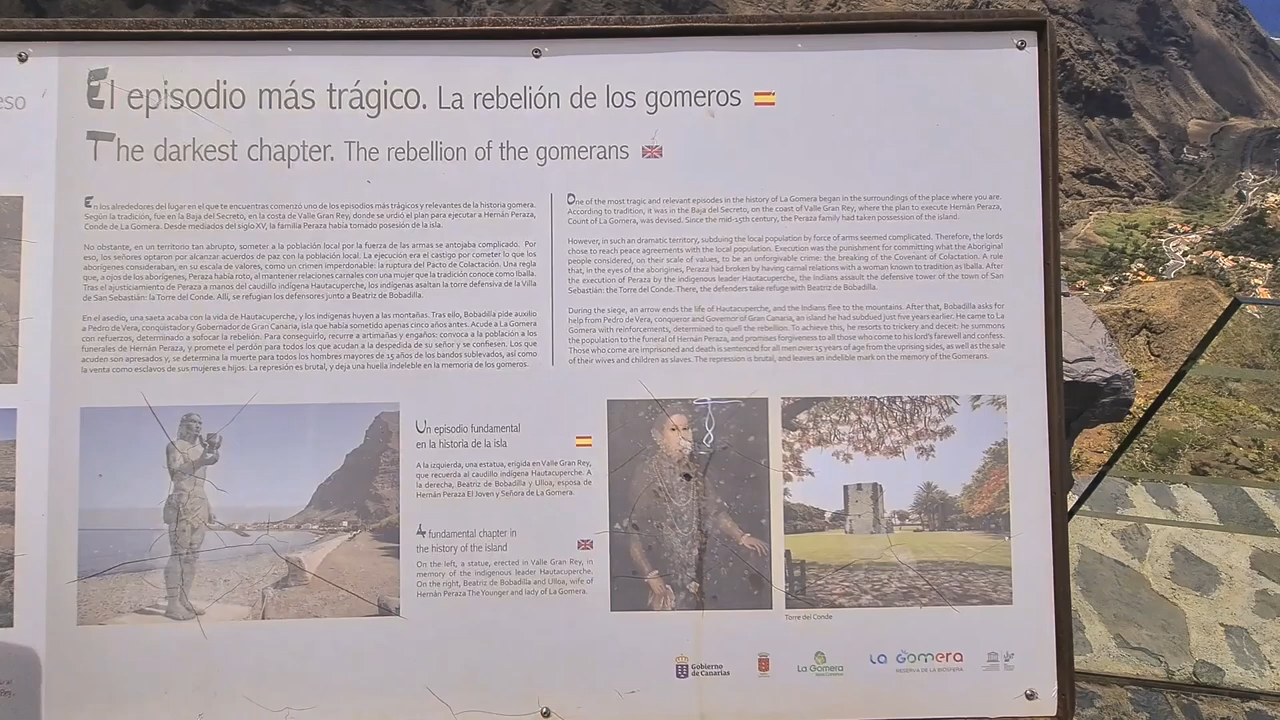 eso
El episodio más trágico. La rebelión de los gomeros
The darkest chapter. The rebellion of the gomerans
En los alrededores del lugar en el que te encuentras comenzó uno de los episodios más trágicos y relevantes de la historia gomera.
Según la tradición, fue en la Baja del Secreto, en la costa de Valle Gran Rey, donde se urdió el plan para ejecutar a Hernán Peraza,
Conde de La Gomera. Desde mediados del siglo XV, la familia Peraza había tomado posesión de la isla.
No obstante, en un territorio tan abrupto, someter a la población local por la fuerza de las armas se antojaba complicado. Por
eso, los señores optaron por alcanzar acuerdos de paz con la población local. La ejecución era el castigo por cometer lo que los
aborígenes consideraban, en su escala de valores, como un crimen imperdonable: la ruptura del Pacto de Colactación. Una regla
que, a ojos de los aborígenes, Peraza había roto, al mantener relaciones carnales con una mujer que la tradición conoce como Iballa.
Tras el ajusticiamiento de Peraza a manos del caudillo indígena Hautacuperche, los indígenas asaltan la torre defensiva de la Villa
de San Sebastián: la Torre del Conde. Allí, se refugian los defensores junto a Beatriz de Bobadilla.
En el asedio, una saeta acaba con la vida de Hautacuperche, y los indígenas huyen a las montañas. Tras ello, Bobadilla pide auxilio
a Pedro de Vera, conquistador y Gobernador de Gran Canaria, isla que había sometido apenas cinco años antes. Acude a La Gomera
con refuerzos, determinado a sofocar la rebelión. Para conseguirlo, recurre a artimañas y engaños: convoca a la población a los
funerales de Hernán Peraza, y promete el perdón para todos los que acudan a la despedida de su señor y se confiesen. Los que
acuden son apresados y, se determina la muerte para todos los hombres mayores de 15 años de los bandos sublevados, así como
la venta como esclavos de sus mujeres e hijos. La represión es brutal, y deja una huella indeleble en la memoria de los gomeros.
One of the most tragic and relevant episodes in the history of La Gomera began in the surroundings of the place where you are.
According to tradition, it was in the Baja del Secreto, on the coast of Valle Gran Rey, where the plan to execute Hernán Peraza,
Count of La Gomera, was devised. Since the mid-15th century, the Peraza family had taken possession of the island.
However, in such an dramatic territory, subduing the local population by force of arms seemed complicated. Therefore, the lords
chose to reach peace agreements with the local population. Execution was the punishment for committing what the Aboriginal
people considered, on their scale of values, to be an unforgivable crime: the breaking of the Covenant of Colactation. A rule
that, in the eyes of the aborigines, Peraza had broken by having carnal relations with a woman known to tradition as Iballa. After
the execution of Peraza by the indigenous leader Hautacuperche, the Indians assault the defensive tower of the town of San
Sebastián: the Torre del Conde. There, the defenders take refuge with Beatriz de Bobadilla.
During the siege, an arrow ends the life of Hautacuperche, and the Indians flee to the mountains. After that, Bobadilla asks for
help from Pedro de Vera, conqueror and Governor of Gran Canaria, an island he had subdued just five years earlier. He came to La
Gomera with reinforcements, determined to quell the rebellion. To achieve this, he resorts to trickery and deceit: he summons
the population to the funeral of Hernán Peraza, and promises forgiveness to all those who come to his lord's farewell and confess.
Those who come are imprisoned and death is sentenced for all men over 15 years of age from the uprising sides, as well as the sale
of their wives and children as slaves. The repression is brutal, and leaves an indelible mark on the memory of the Gomerans.
Un episodio fundamental
en la historia de la isla
A la izquierda, una estatua, erigida en Valle Gran Rey,
que recuerda al caudillo indígena Hautacuperche. A
la derecha, Beatriz de Bobadilla y Ulloa, esposa de
Hernán Peraza El Joven y Señora de La Gomera.
A fundamental chapter in
the history of the island
On the left, a statue, erected in Valle Gran Rey, in
memory of the indigenous leader Hautacuperche.
On the right, Beatriz de Bobadilla and Ulloa, wife of
Hernán Peraza The Younger and lady of La Gomera.
Torre del Conde
Gobierno
de Canarias
La Gomera
La Gomera
RESERVA DE LA BIOSFERA